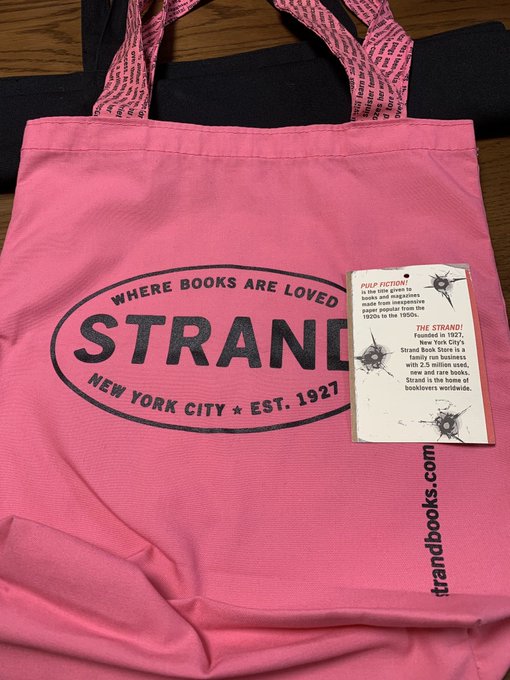 WHERE BOOKS ARE LOVED
STRAND
NEW YORK CITY ★ EST. 1927
PULP FICTION!
is the title given to
books and magazines
made from inexpensive
paper popular from the
1920s to the 1950s.
THE STRAND!
Founded in 1927,
New York City's
Strand Book Store is a
family run business
with 2.5 million used,
new and rare books.
Strand is the home of
booklovers worldwide.
trandbooks.com